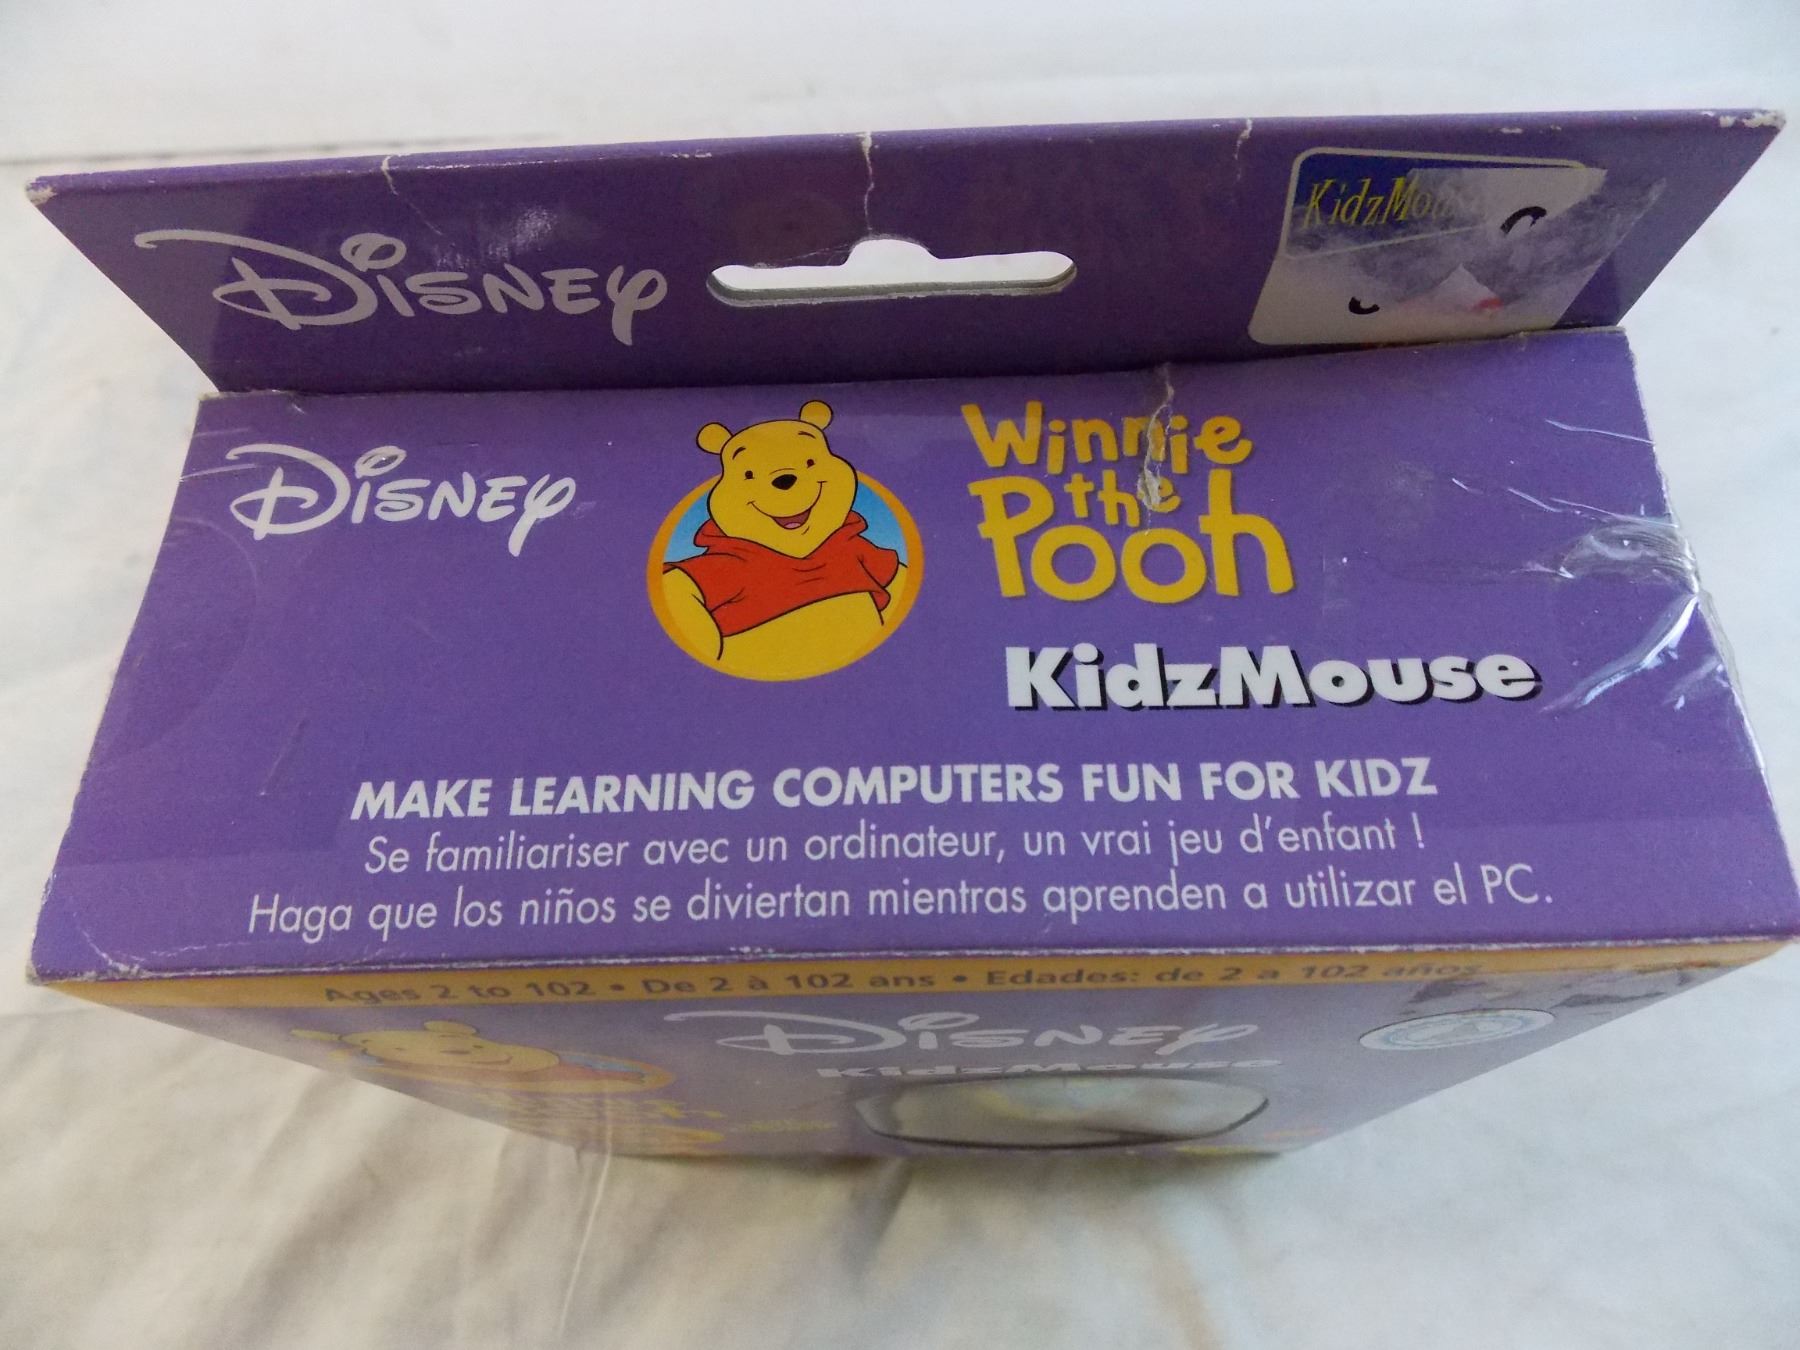 Disney
KidzMouse
Disney
Winnie
the
Pooh
KidzMouse
MAKE LEARNING COMPUTERS FUN FOR KIDZ
Se familiariser avec un ordinateur, un vrai jeu d'enfant !
Haga que los niños se diviertan mientras aprenden a utilizar el PC.
Ages 2 to 102 • De 2 à 102 ans • Edades: de 2 a 102 años
Disney
KidzMouse